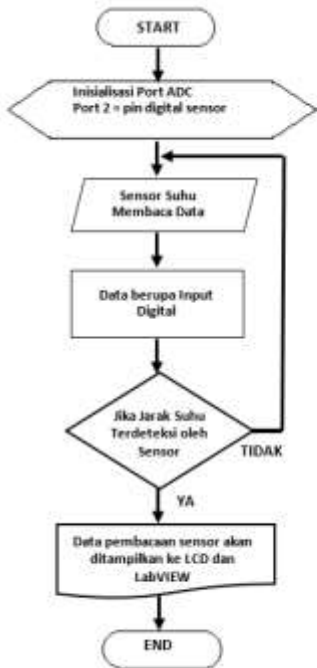 START
Inisialisasi Port ADC
Port 2 = pin digital sensor
Sensor Suhu
Membaca Data
Data berupa Input
Digital
Jika Jarak Suhu
Terdeteksi oleh
Sensor
TIDAK
YA
Data pembacaan sensor akan
ditampilkan ke LCD dan
LabVIEW
END